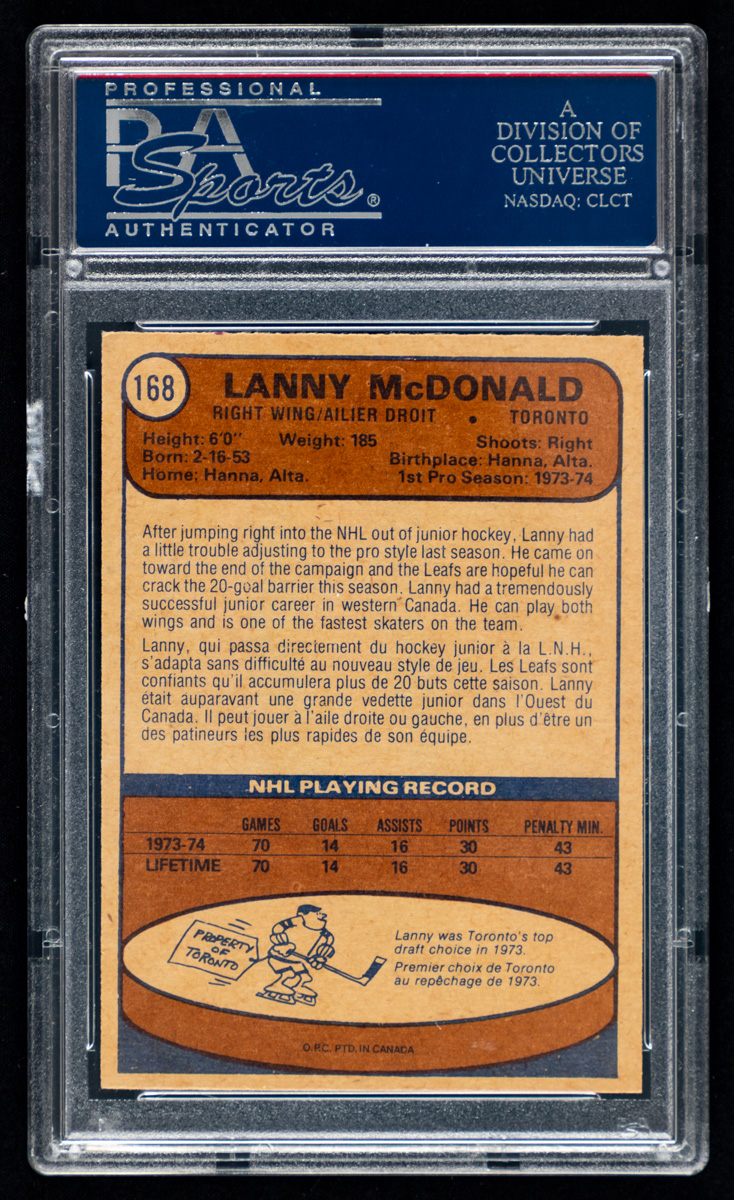 PROFESSIONAL
PSA
Sports®
AUTHENTICATOR
A
DIVISION OF
COLLECTORS
UNIVERSE
NASDAQ: CLCT
168
LANNY McDONALD
RIGHT WING/AILIER DROIT • TORONTO
Height: 6'0" Weight: 185 Shoots: Right
Born: 2-16-53 Birthplace: Hanna, Alta.
Home: Hanna, Alta. 1st Pro Season: 1973-74
After jumping right into the NHL out of junior hockey, Lanny had
a little trouble adjusting to the pro style last season. He came on
toward the end of the campaign and the Leafs are hopeful he can
crack the 20-goal barrier this season. Lanny had a tremendously
successful junior career in western Canada. He can play both
wings and is one of the fastest skaters on the team.
Lanny, qui passa directement du hockey junior à la L.N.H.,
s'adapta sans difficulté au nouveau style de jeu. Les Leafs sont
confiants qu'il accumulera plus de 20 buts cette saison. Lanny
était auparavant une grande vedette junior dans l'Ouest du
Canada. Il peut jouer à l'aile droite ou gauche, en plus d'être un
des patineurs les plus rapides de son équipe.
NHL PLAYING RECORD
GAMES GOALS ASSISTS POINTS PENALTY MIN.
1973-74 70 14 16 30 43
LIFETIME 70 14 16 30 43
PROPERTY
OF
TORONTO
Lanny was Toronto's top
draft choice in 1973.
Premier choix de Toronto
au repêchage de 1973.
O.P.C. PTD. IN CANADA